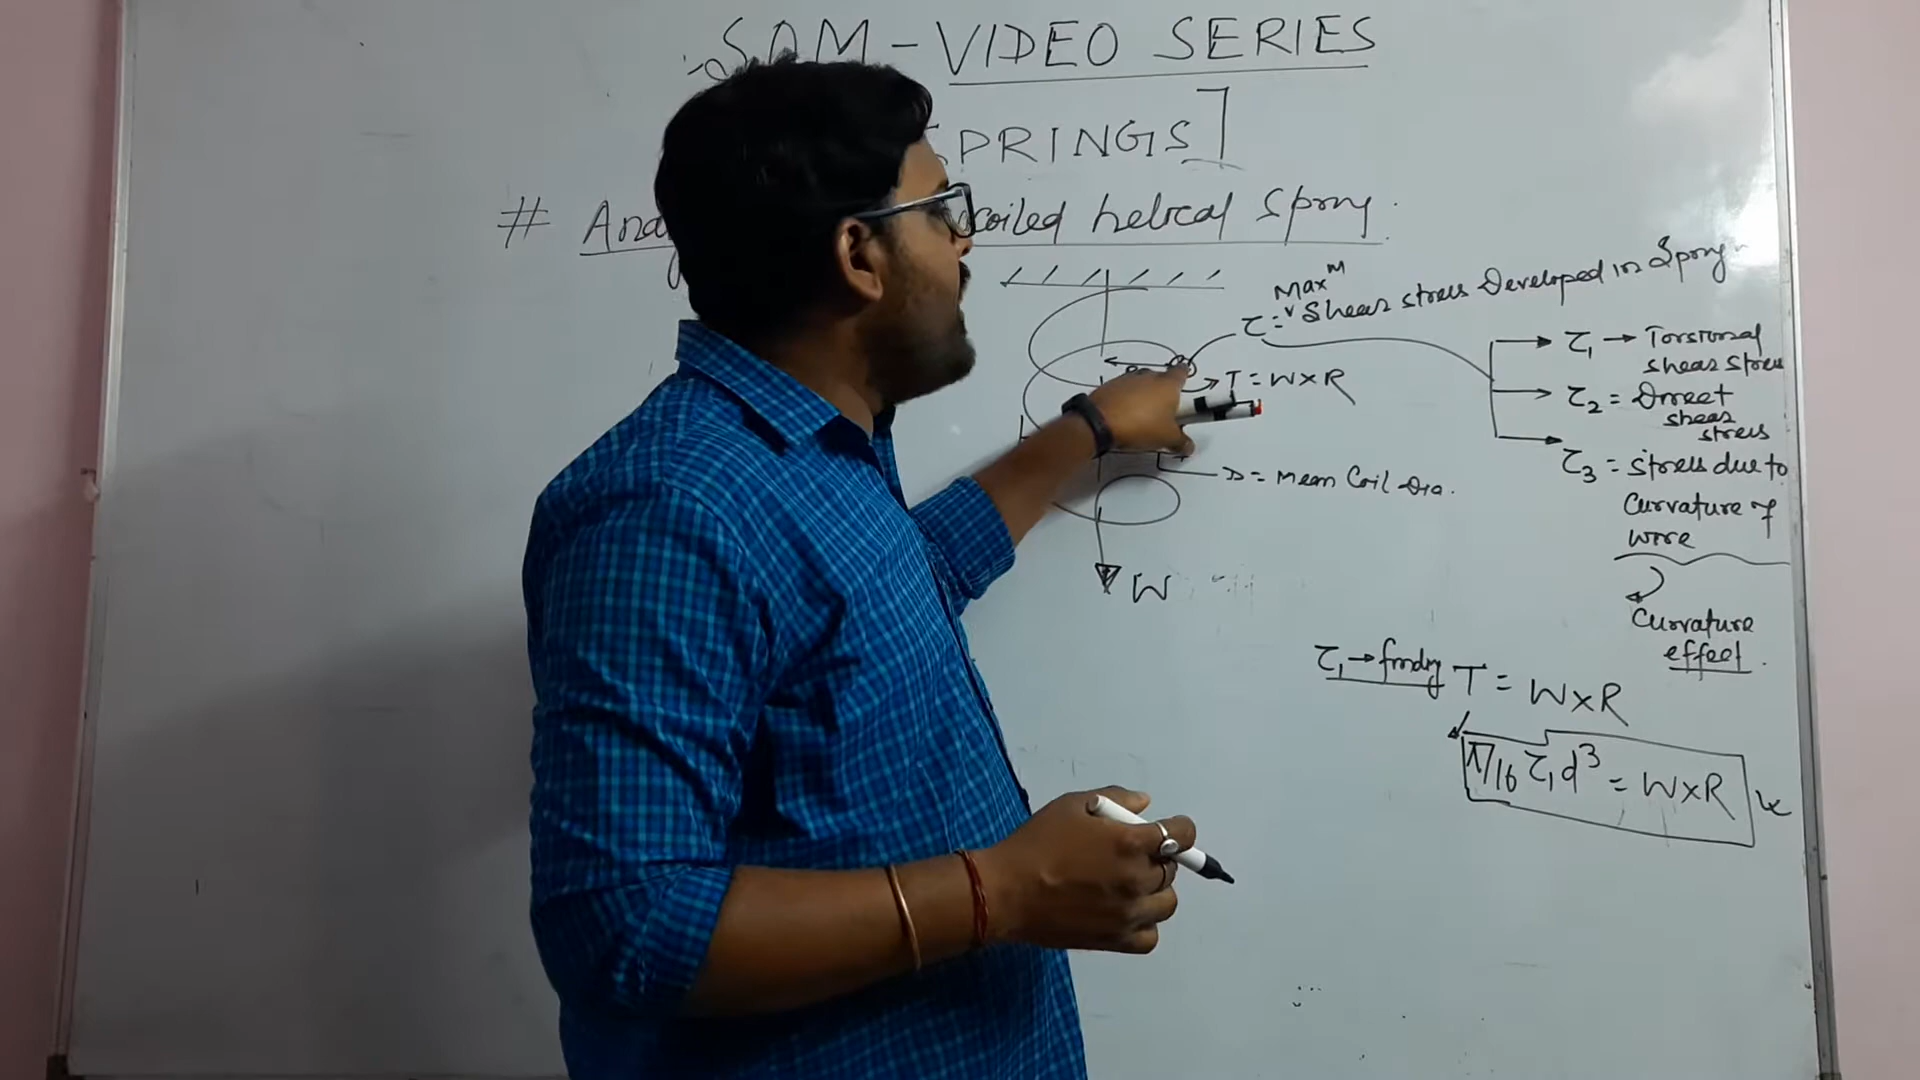 SOM - VIDEO SERIES
SPRINGS]
# Ana coiled helical Spring.
Max^m
τ = Shear stress Developed in Spring
τ₁ → Torsional
shear stress
τ₂ = Direct
shear
stress
τ₃ = stress due to
Curvature of
wire
Curvature
effect.
T = W×R
D = Mean Coil Dia.
W
τ₁ → finding T = W×R
π/16 τ₁ d³ = W×R